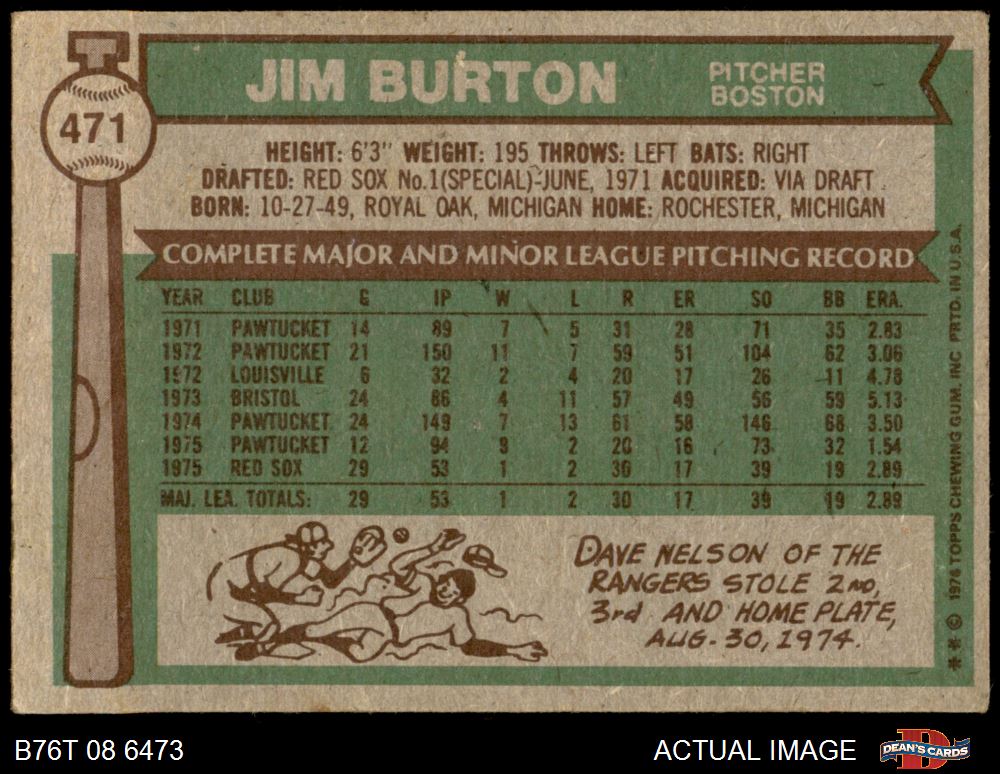 471
JIM BURTON
PITCHER
BOSTON
HEIGHT: 6'3" WEIGHT: 195 THROWS: LEFT BATS: RIGHT
DRAFTED: RED SOX No.1(SPECIAL)-JUNE, 1971 ACQUIRED: VIA DRAFT
BORN: 10-27-49, ROYAL OAK, MICHIGAN HOME: ROCHESTER, MICHIGAN
COMPLETE MAJOR AND MINOR LEAGUE PITCHING RECORD
YEAR CLUB G IP W L R ER SO BB ERA.
1971 PAWTUCKET 14 89 7 5 31 28 71 35 2.83
1972 PAWTUCKET 21 150 11 7 59 51 104 62 3.06
1972 LOUISVILLE 6 32 2 4 20 17 26 11 4.78
1973 BRISTOL 24 86 4 11 57 49 56 59 5.13
1974 PAWTUCKET 24 149 7 13 61 58 146 68 3.50
1975 PAWTUCKET 12 94 2 20 16 73 32 1.54
1975 RED SOX 29 53 1 2 30 17 39 19 2.89
MAJ. LEA. TOTALS: 29 53 1 2 30 17 39 19 2.89
DAVE NELSON OF THE
RANGERS STOLE 2ND,
3rd AND HOME PLATE,
AUG. 30, 1974.
** © 1976 TOPPS CHEWING GUM, INC PRTD. IN U.S.A.
B76T 08 6473
ACTUAL IMAGE
B
DEAN'S CARDS